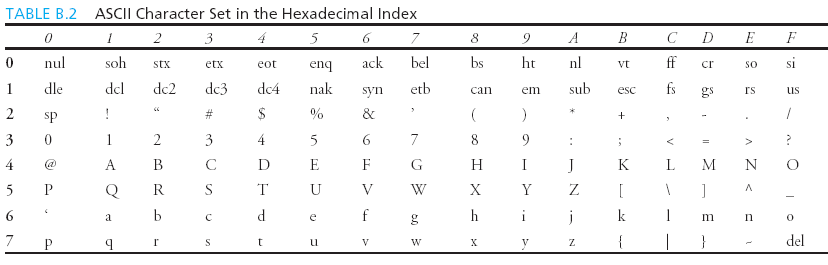 TABLE B.2 ASCII Character Set in the Hexadecimal Index
0 1 2 3 4 5 6 7 8 9 A B C D E F
0 nul soh stx etx eot enq ack bel bs ht nl vt ff cr so si
1 dle dcl dc2 dc3 dc4 nak syn etb can em sub esc fs gs rs us
2 sp ! “ # $ % & ’ ( ) * + , - . /
3 0 1 2 3 4 5 6 7 8 9 : ; < = > ?
4 @ A B C D E F G H I J K L M N O
5 P Q R S T U V W X Y Z [ \ ] ^ _
6 ‘ a b c d e f g h i j k l m n o
7 p q r s t u v w x y z { | } ~ del